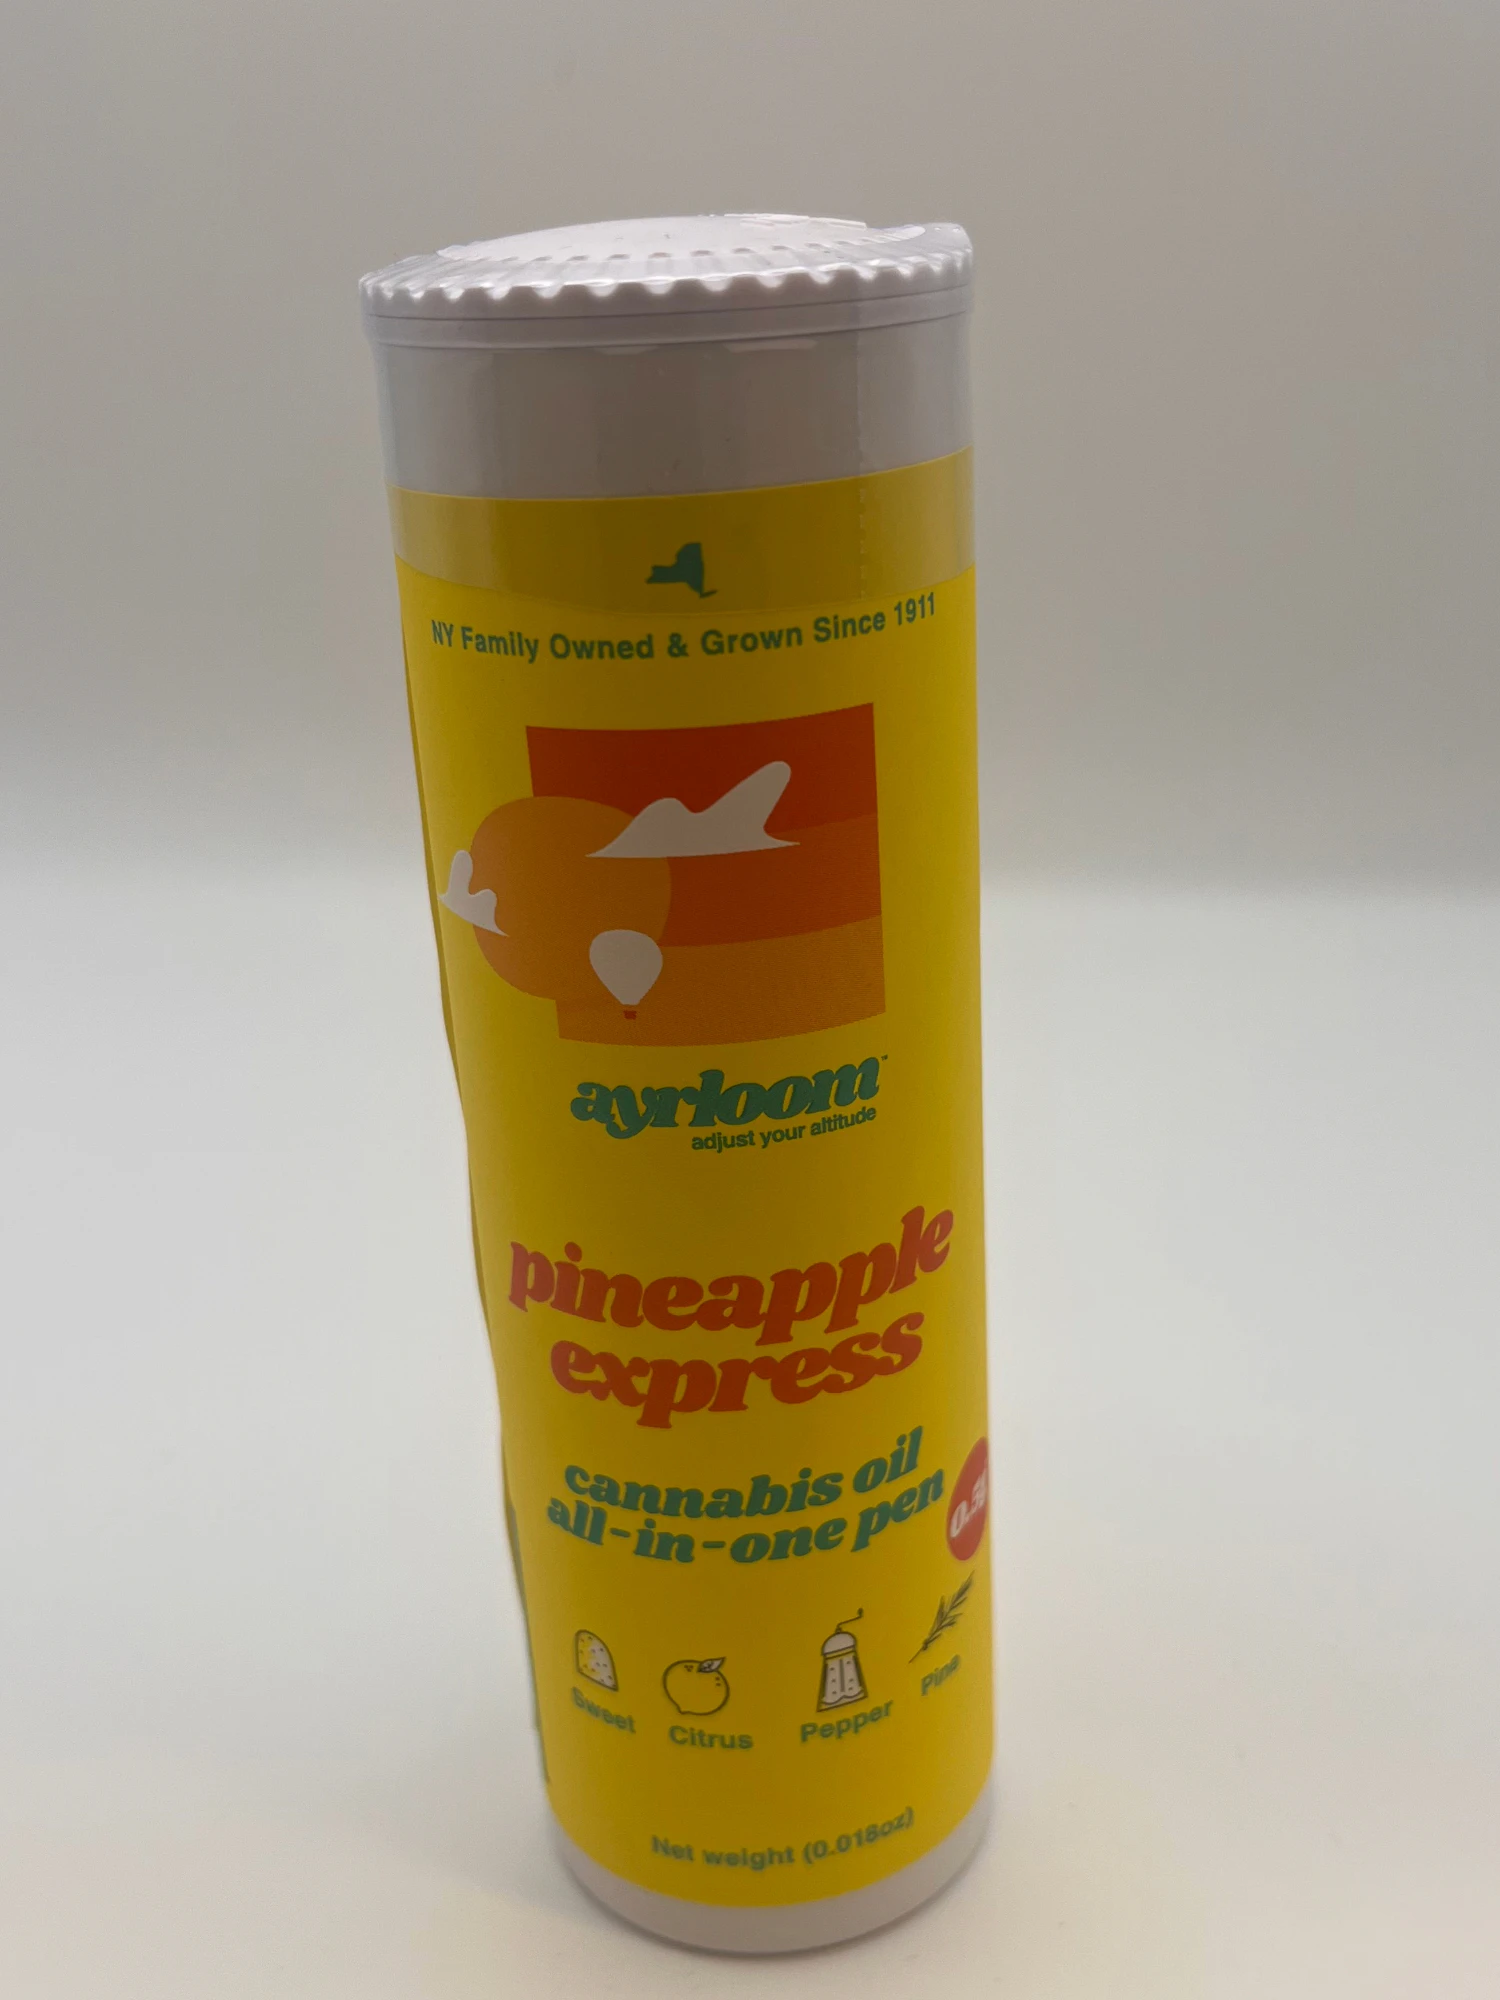 NY Family Owned & Grown Since 1911
ayrloom™
adjust your altitude
pineapple
express
cannabis oil
all-in-one pen
Sweet
Citrus
Pepper
Pine
Net weight (0.018oz)